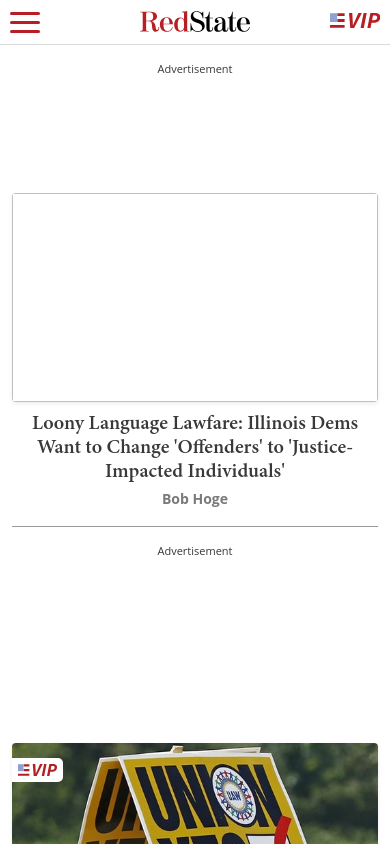 RedState
VIP
Advertisement
Loony Language Lawfare: Illinois Dems
Want to Change 'Offenders' to 'Justice-
Impacted Individuals'
Bob Hoge
Advertisement
VIP
UNION
UNION
UAW